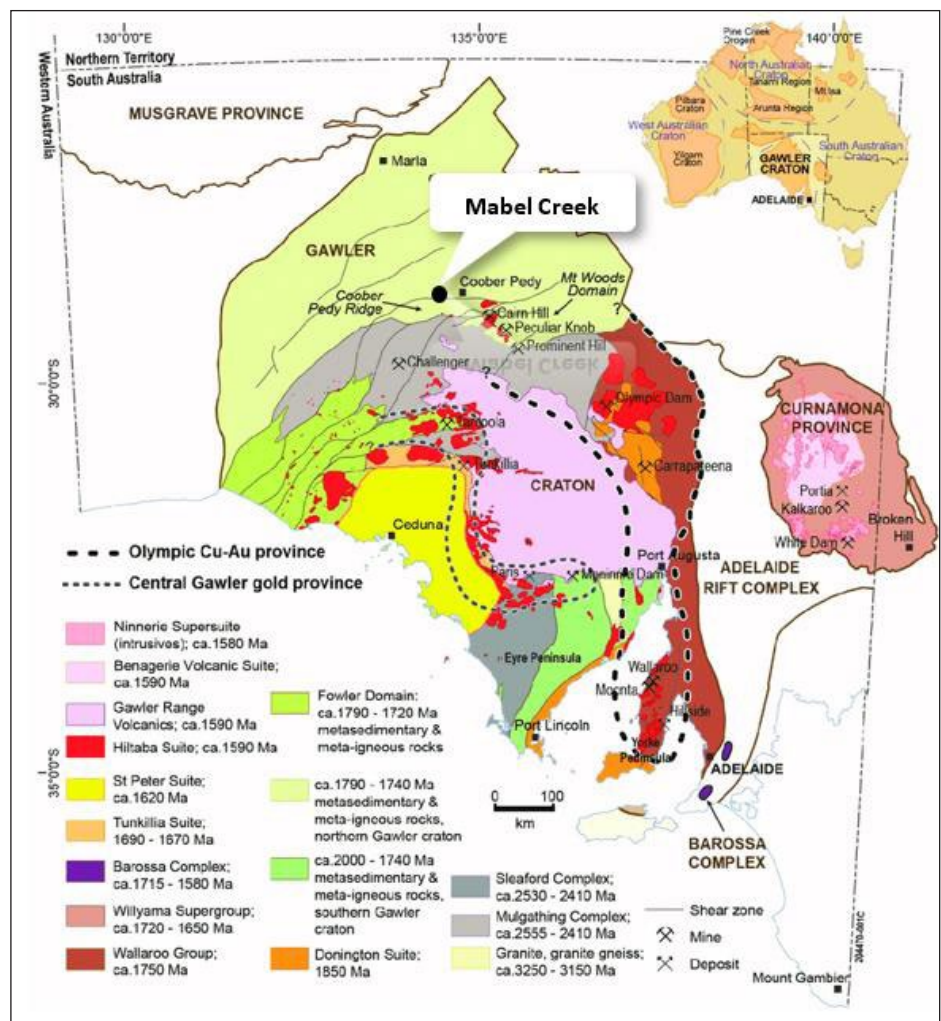 130°0'0"E
135°0'0"E
140°0'0"E
Northern Territory
South Australia
Western Australia
MUSGRAVE PROVINCE
Marla
Mabel Creek
GAWLER
Coober Pedy
Coober
Pedy Ridge
Mt Woods
Domain
?
Cairn Hill
Peculiar Knob
Prominent Hill
Mabel Creek
Challenger
?
30°0'0"S
Olympic Dam
Tarcoola
?
Tunkillia
Carrapateena
CRATON
Ceduna
Port Augusta
Paris
Menninnie Dam
CURNAMONA
PROVINCE
Portia
Kalkaroo
Broken
Hill
White Dam
ADELAIDE
RIFT COMPLEX
Eyre Peninsula
Wallaroo
Moonta
Hillside
Port Lincoln
Yorke
Peninsula
ADELAIDE
35°0'0"S
BAROSSA
COMPLEX
Mount Gambier
Pine Creek
Orogen
North Australian
Craton
Tanami Region
Mt Isa
Pilbara
Craton
Arunta Region
West Australian
Craton
South Australian
Craton
Yilgarn
Craton
GAWLER
CRATON
ADELAIDE
Olympic Cu-Au province
Central Gawler gold province
Ninnerie Supersuite
(intrusives); ca.1580 Ma
Benagerie Volcanic Suite;
ca.1590 Ma
Gawler Range
Volcanics; ca.1590 Ma
Hiltaba Suite; ca.1590 Ma
St Peter Suite;
ca.1620 Ma
Tunkillia Suite;
1690 - 1670 Ma
Barossa Complex;
ca.1715 - 1580 Ma
Willyama Supergroup;
ca.1720 - 1650 Ma
Wallaroo Group;
ca.1750 Ma
Fowler Domain:
ca.1790 - 1720 Ma
metasedimentary &
meta-igneous rocks
ca.1790 - 1740 Ma
metasedimentary &
meta-igneous rocks,
northern Gawler craton
ca.2000 - 1740 Ma
metasedimentary &
meta-igneous rocks,
southern Gawler
craton
Donington Suite;
1850 Ma
Sleaford Complex;
ca.2530 - 2410 Ma
Mulgathing Complex;
ca.2555 - 2410 Ma
Granite, granite gneiss;
ca.3250 - 3150 Ma
0 100
km
Shear zone
Mine
Deposit